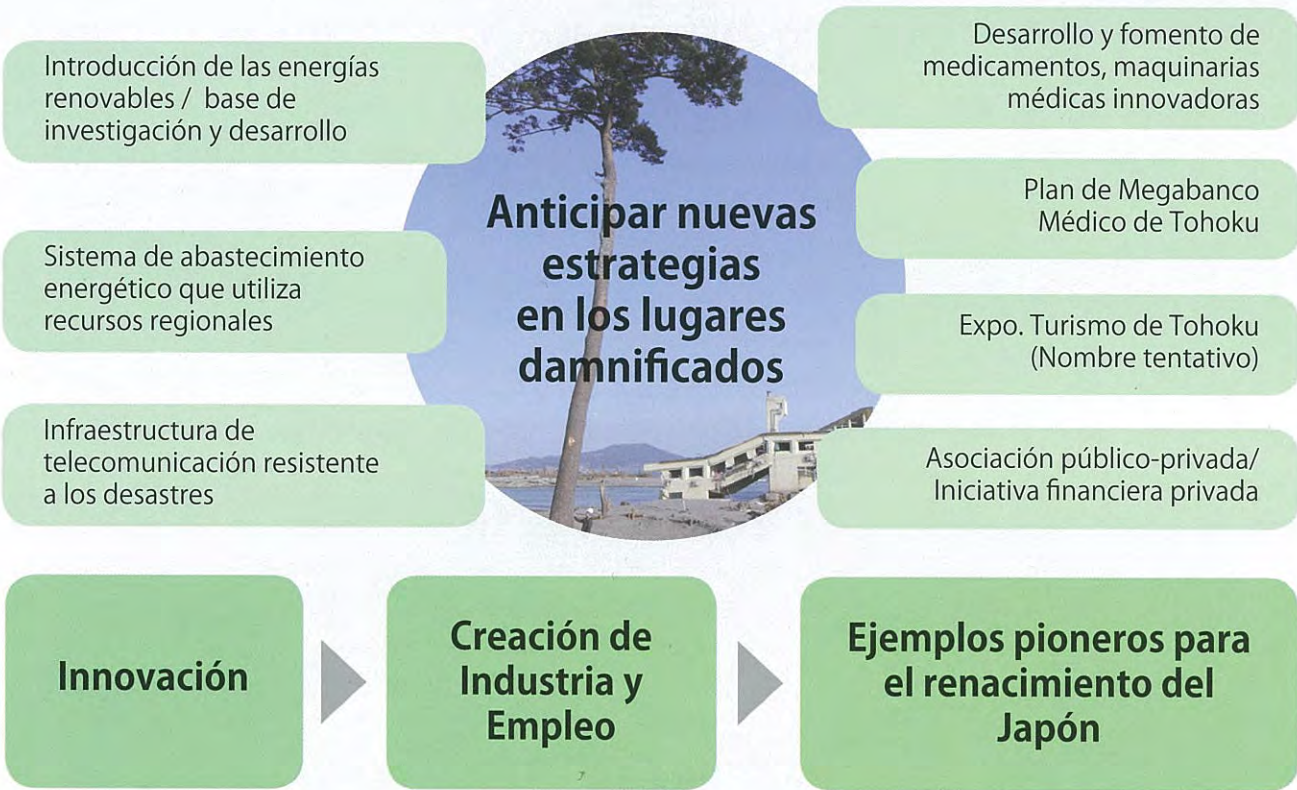 Introducción de las energías
renovables / base de
investigación y desarrollo
Sistema de abastecimiento
energético que utiliza
recursos regionales
Infraestructura de
telecomunicación resistente
a los desastres
Anticipar nuevas
estrategias
en los lugares
damnificados
Desarrollo y fomento de
medicamentos, maquinarias
médicas innovadoras
Plan de Megabanco
Médico de Tohoku
Expo. Turismo de Tohoku
(Nombre tentativo)
Asociación público-privada/
Iniciativa financiera privada
Innovación
Creación de
Industria y
Empleo
Ejemplos pioneros para
el renacimiento del
Japón